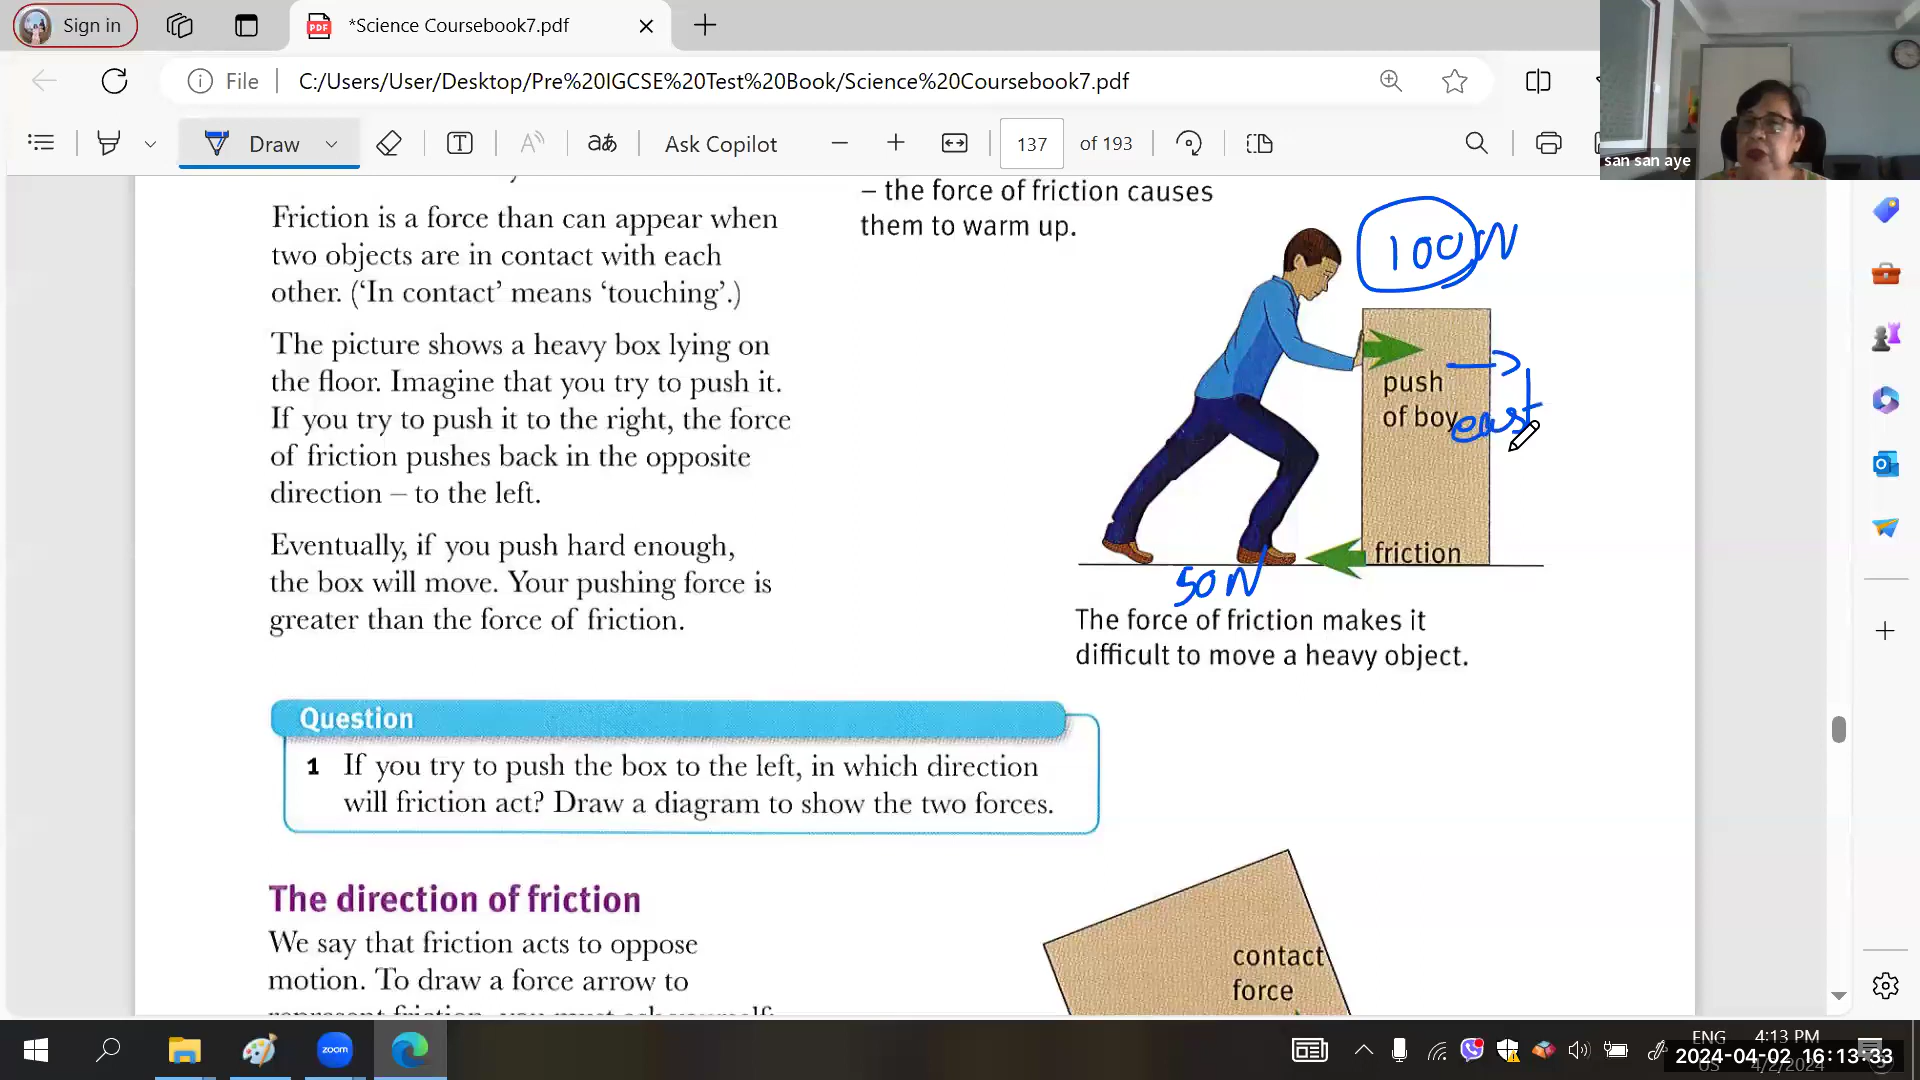 Sign in
*Science Coursebook7.pdf
File
C:/Users/User/Desktop/Pre%20IGCSE%20Test%20Book/Science%20Coursebook7.pdf
Draw
aあ
Ask Copilot
137
of 193
san san aye
Friction is a force than can appear when
two objects are in contact with each
other. (‘In contact’ means ‘touching’.)
The picture shows a heavy box lying on
the floor. Imagine that you try to push it.
If you try to push it to the right, the force
of friction pushes back in the opposite
direction – to the left.
Eventually, if you push hard enough,
the box will move. Your pushing force is
greater than the force of friction.
– the force of friction causes
them to warm up.
100N
push
of boy
east
friction
50N
The force of friction makes it
difficult to move a heavy object.
Question
1 If you try to push the box to the left, in which direction
will friction act? Draw a diagram to show the two forces.
The direction of friction
We say that friction acts to oppose
motion. To draw a force arrow to
contact
force
zoom
ENG
4:13 PM
4/2/2024
2024-04-02 16:13:33